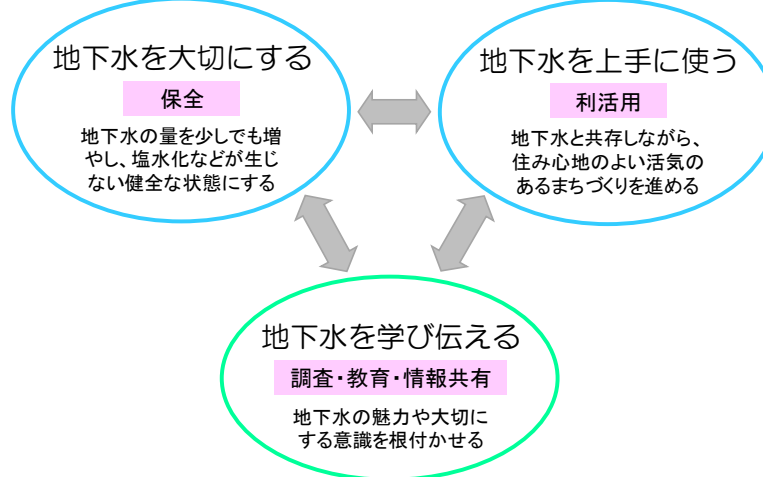 地下水を大切にする
保全
地下水の量を少しでも増
やし、塩水化などが生じ
ない健全な状態にする
地下水を上手に使う
利活用
地下水と共存しながら、
住み心地のよい活気の
あるまちづくりを進める
地下水を学び伝える
調査・教育・情報共有
地下水の魅力や大切に
する意識を根付かせる